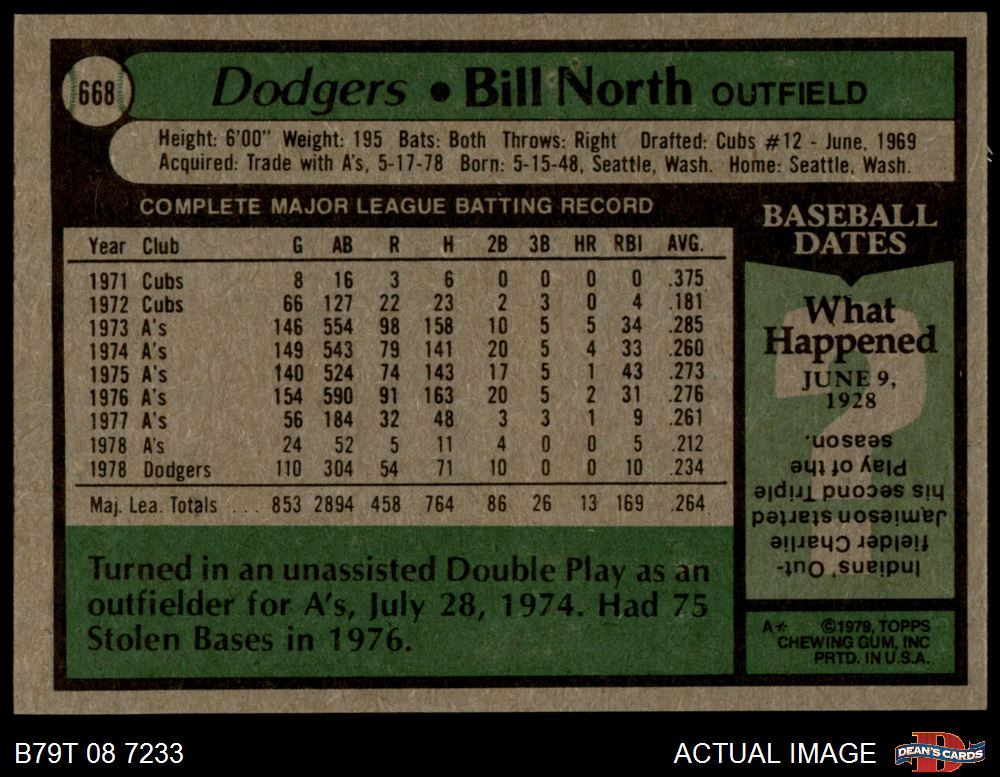 668
Dodgers • Bill North OUTFIELD
Height: 6'00" Weight: 195 Bats: Both Throws: Right Drafted: Cubs #12 - June, 1969
Acquired: Trade with A's, 5-17-78 Born: 5-15-48, Seattle, Wash. Home: Seattle, Wash.
COMPLETE MAJOR LEAGUE BATTING RECORD
Year Club G AB R H 2B 3B HR RBI AVG.
1971 Cubs 8 16 3 6 0 0 0 0 .375
1972 Cubs 66 127 22 23 2 3 0 4 .181
1973 A's 146 554 98 158 10 5 5 34 .285
1974 A's 149 543 79 141 20 5 4 33 .260
1975 A's 140 524 74 143 17 5 1 43 .273
1976 A's 154 590 91 163 20 5 2 31 .276
1977 A's 56 184 32 48 3 3 1 9 .261
1978 A's 24 52 5 11 4 0 0 5 .212
1978 Dodgers 110 304 54 71 10 0 0 10 .234
Maj. Lea. Totals ... 853 2894 458 764 86 26 13 169 .264
Turned in an unassisted Double Play as an
outfielder for A's, July 28, 1974. Had 75
Stolen Bases in 1976.
BASEBALL
DATES
What
Happened
JUNE 9,
1928
Indians' Out-
fielder Charlie
Jamieson started
his second Triple
Play of the
season.
A* ©1979, TOPPS
CHEWING GUM, INC
PRTD. IN U.S.A.
B79T 08 7233
ACTUAL IMAGE
DEAN'S CARDS